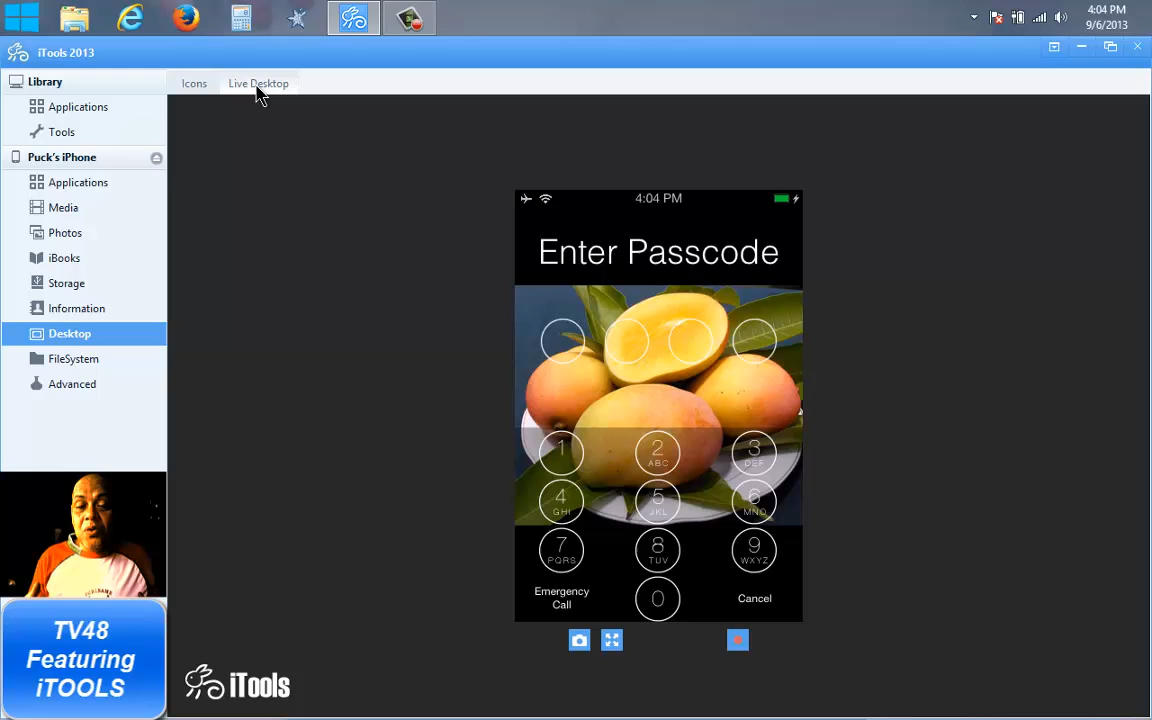 4:04 PM
9/6/2013
iTools 2013
Library
Applications
Tools
Puck's iPhone
Applications
Media
Photos
iBooks
Storage
Information
Desktop
FileSystem
Advanced
Icons
Live Desktop
4:04 PM
Enter Passcode
1
2
ABC
3
DEF
4
GHI
5
JKL
6
MNO
7
PQRS
8
TUV
9
WXYZ
Emergency
Call
0
Cancel
TV48
Featuring
iTOOLS
iTools